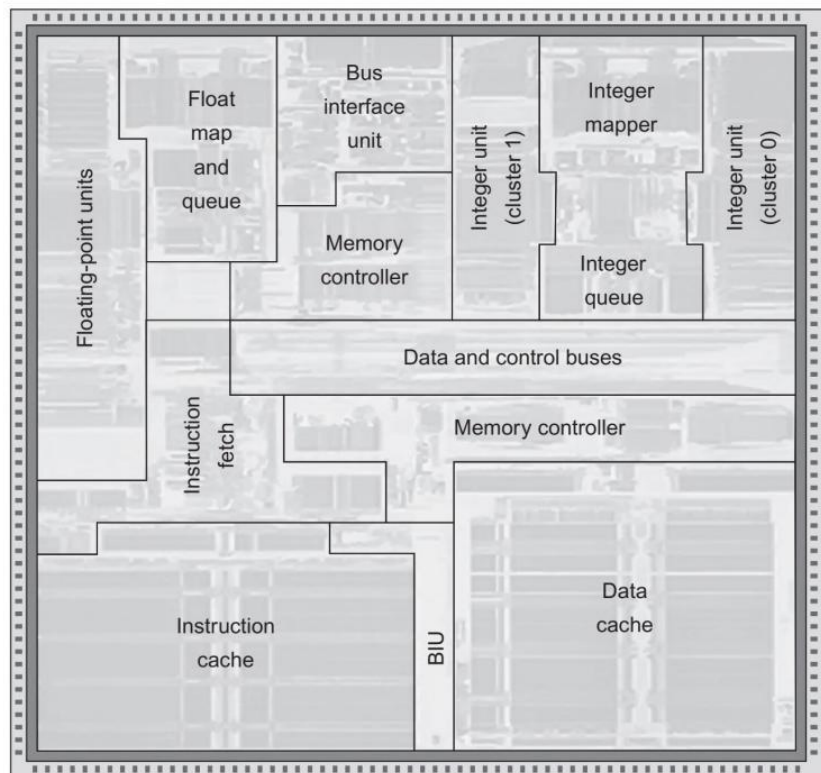 Float
map
and
queue
Bus
interface
unit
Integer
mapper
Integer unit
(cluster 1)
Integer unit
(cluster 0)
Floating-point units
Memory
controller
Integer
queue
Data and control buses
Instruction
fetch
Memory controller
Instruction
cache
BIU
Data
cache